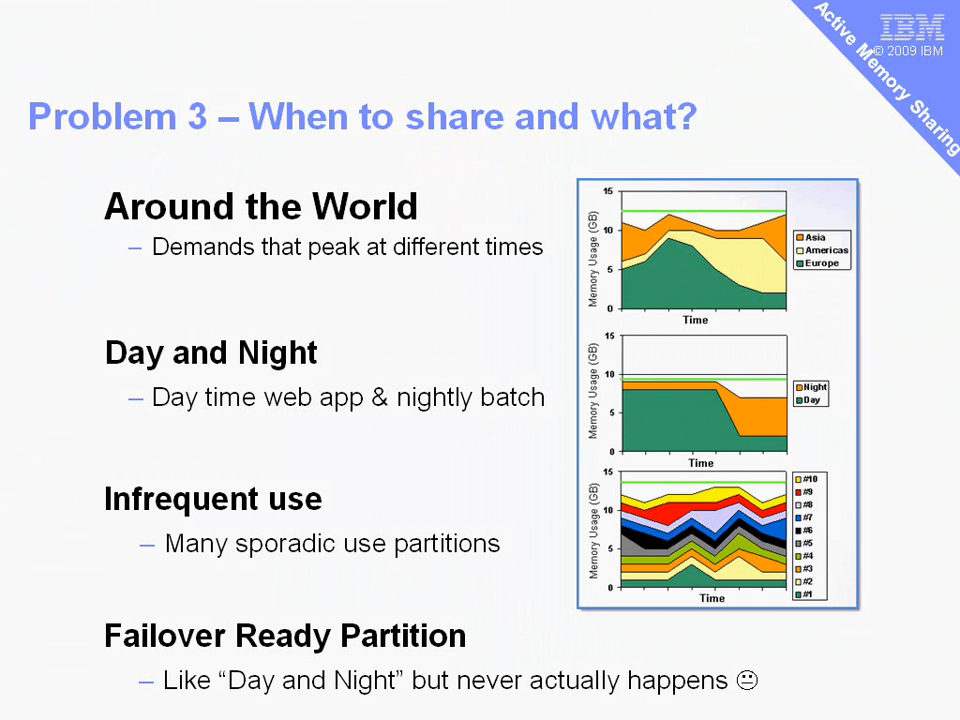 Active Memory Sharing
IBM
© 2009 IBM
Problem 3 – When to share and what?
Around the World
– Demands that peak at different times
15
10
5
0
Memory Usage (GB)
Time
Asia
Americas
Europe
Day and Night
– Day time web app & nightly batch
15
10
5
0
Memory Usage (GB)
Time
Night
Day
Infrequent use
– Many sporadic use partitions
15
10
5
0
Memory Usage (GB)
Time
#10
#9
#8
#7
#6
#5
#4
#3
#2
#1
Failover Ready Partition
– Like “Day and Night” but never actually happens 😐